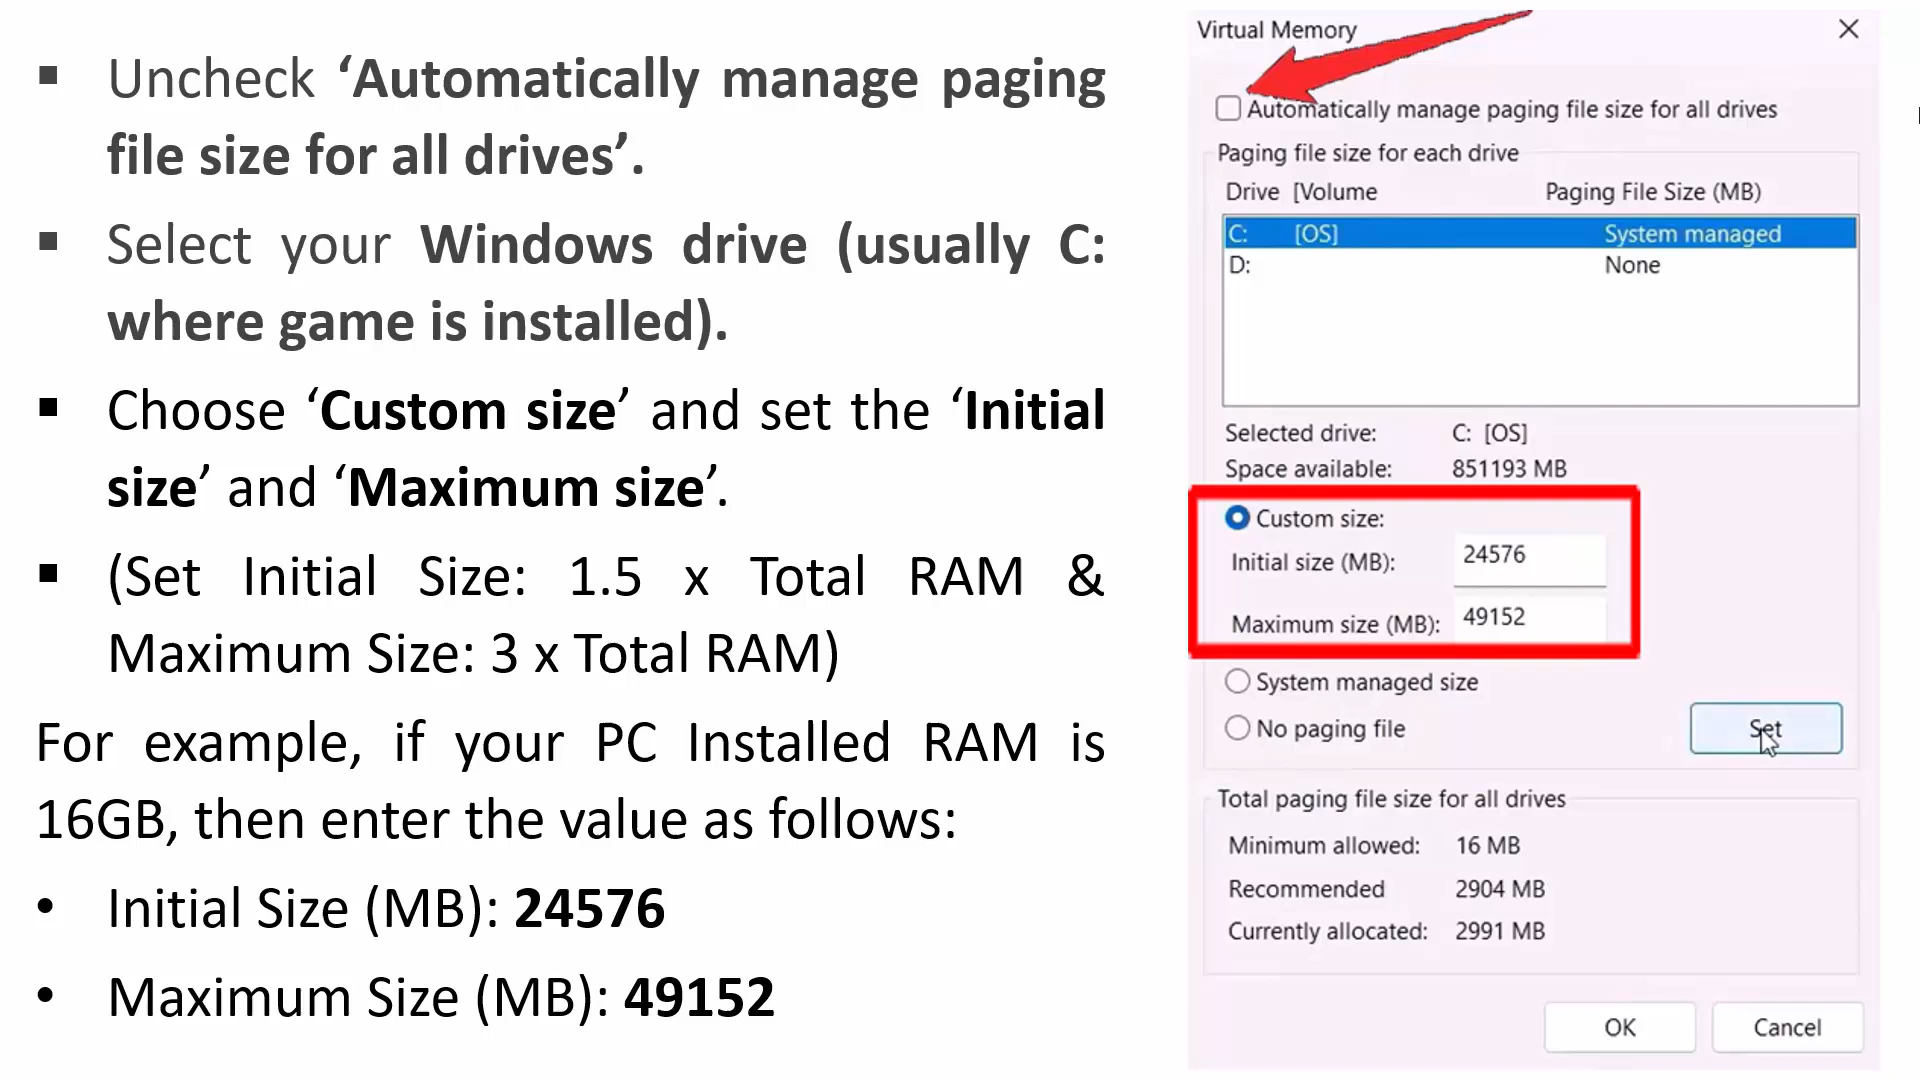 ▪ Uncheck ‘Automatically manage paging
file size for all drives’.
▪ Select your Windows drive (usually C:
where game is installed).
▪ Choose ‘Custom size’ and set the ‘Initial
size’ and ‘Maximum size’.
▪ (Set Initial Size: 1.5 x Total RAM &
Maximum Size: 3 x Total RAM)
For example, if your PC Installed RAM is
16GB, then enter the value as follows:
• Initial Size (MB): 24576
• Maximum Size (MB): 49152
Virtual Memory
Automatically manage paging file size for all drives
Paging file size for each drive
Drive [Volume Paging File Size (MB)
C: [OS] System managed
D: None
Selected drive: C: [OS]
Space available: 851193 MB
Custom size:
Initial size (MB): 24576
Maximum size (MB): 49152
System managed size
No paging file
Set
Total paging file size for all drives
Minimum allowed: 16 MB
Recommended 2904 MB
Currently allocated: 2991 MB
OK Cancel